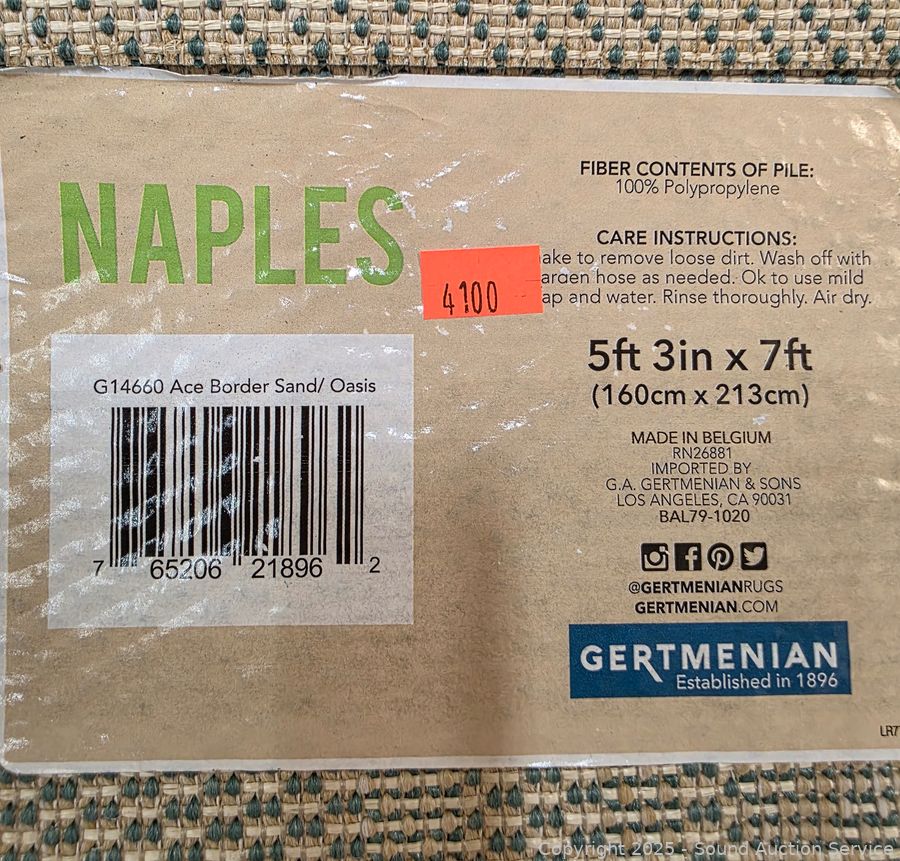 NAPLES
4100
G14660 Ace Border Sand/ Oasis
7 65206 21896 2
FIBER CONTENTS OF PILE:
100% Polypropylene
CARE INSTRUCTIONS:
ake to remove loose dirt. Wash off with
arden hose as needed. Ok to use mild
ap and water. Rinse thoroughly. Air dry.
5ft 3in x 7ft
(160cm x 213cm)
MADE IN BELGIUM
RN26881
IMPORTED BY
G.A. GERTMENIAN & SONS
LOS ANGELES, CA 90031
BAL79-1020
@GERTMENIANRUGS
GERTMENIAN.COM
GERTMENIAN
Established in 1896
Copyright 2025 - Sound Auction Service